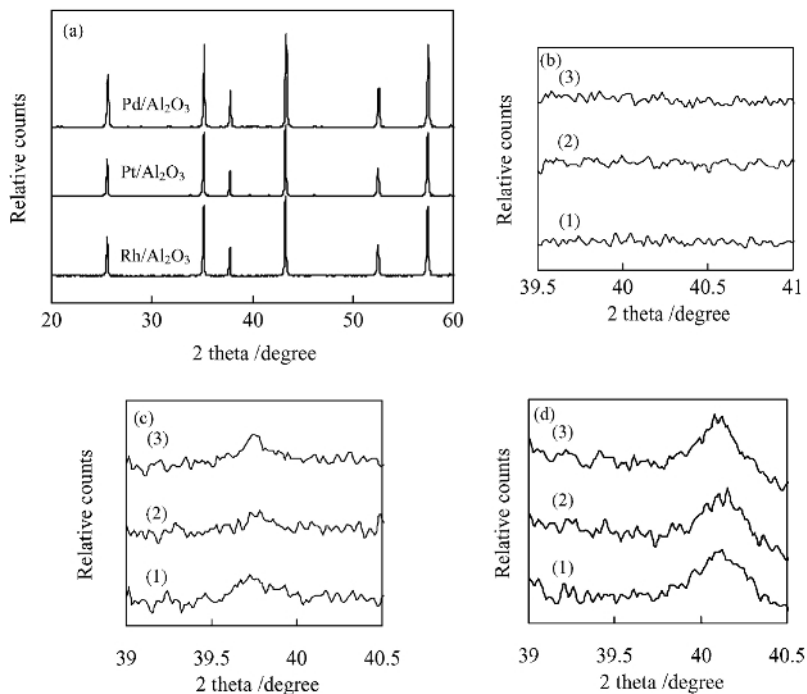 (a)
Relative counts
Pd/Al₂O₃
Pt/Al₂O₃
Rh/Al₂O₃
20 30 40 50 60
2 theta /degree
(b)
Relative counts
(3)
(2)
(1)
39.5 40 40.5 41
2 theta /degree
(c)
Relative counts
(3)
(2)
(1)
39 39.5 40 40.5
2 theta /degree
(d)
Relative counts
(3)
(2)
(1)
39 39.5 40 40.5
2 theta /degree